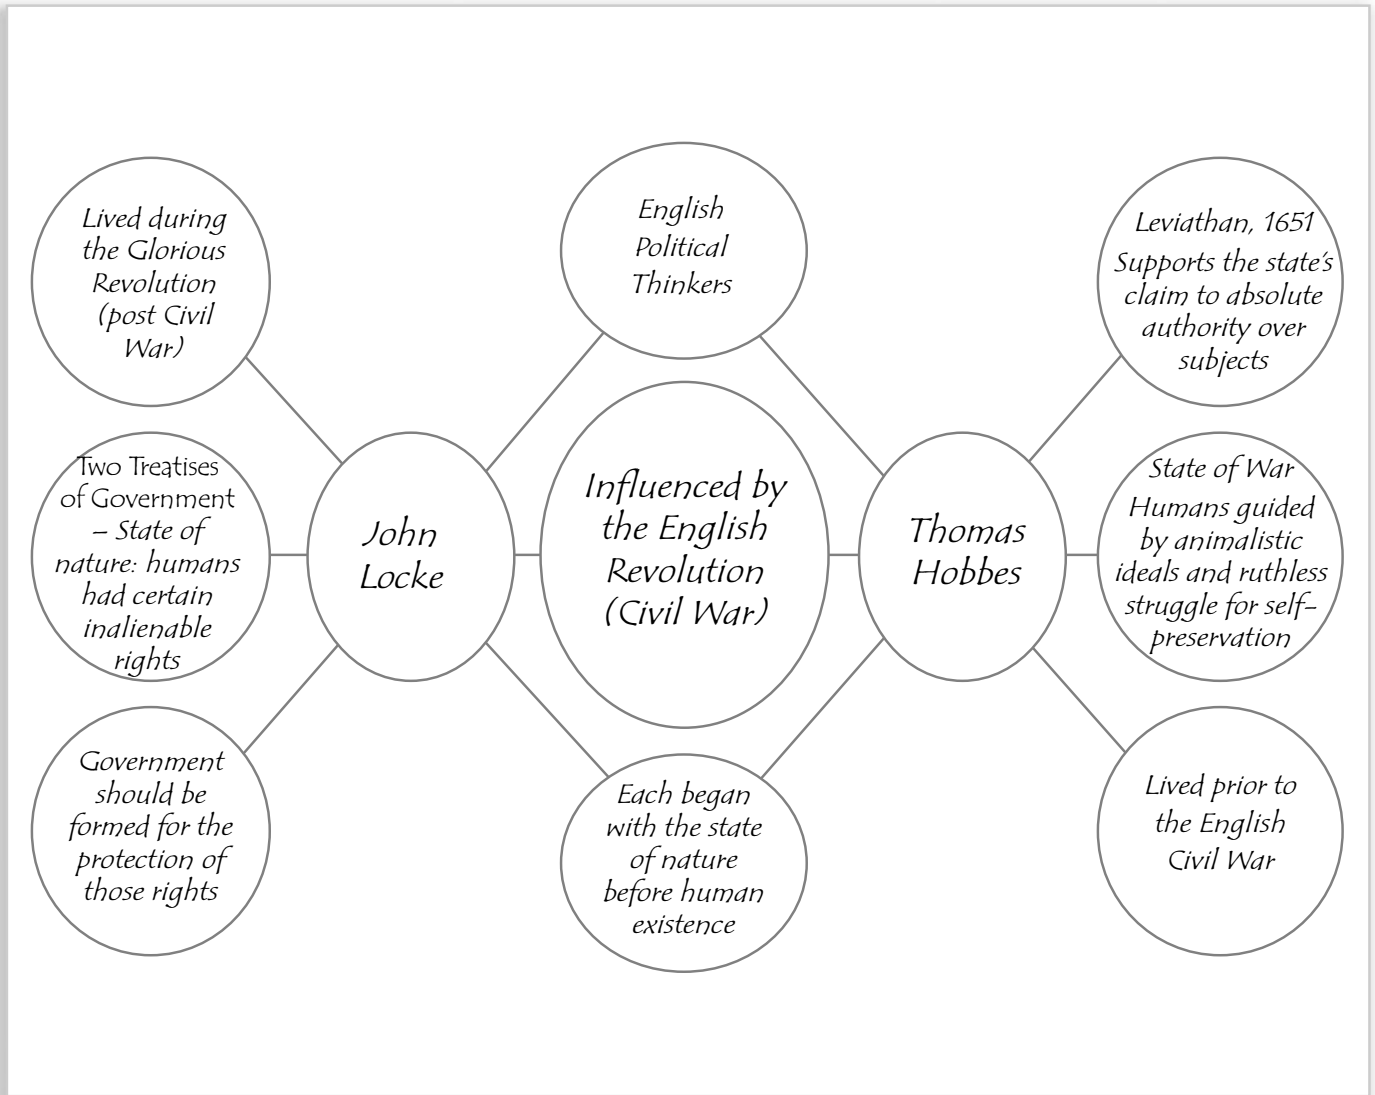 Lived during
the Glorious
Revolution
(post Civil
War)
Two Treatises
of Government
– State of
nature: humans
had certain
inalienable
rights
Government
should be
formed for the
protection of
those rights
John
Locke
English
Political
Thinkers
Influenced by
the English
Revolution
(Civil War)
Each began
with the state
of nature
before human
existence
Thomas
Hobbes
Leviathan, 1651
Supports the state's
claim to absolute
authority over
subjects
State of War
Humans guided
by animalistic
ideals and ruthless
struggle for self-
preservation
Lived prior to
the English
Civil War